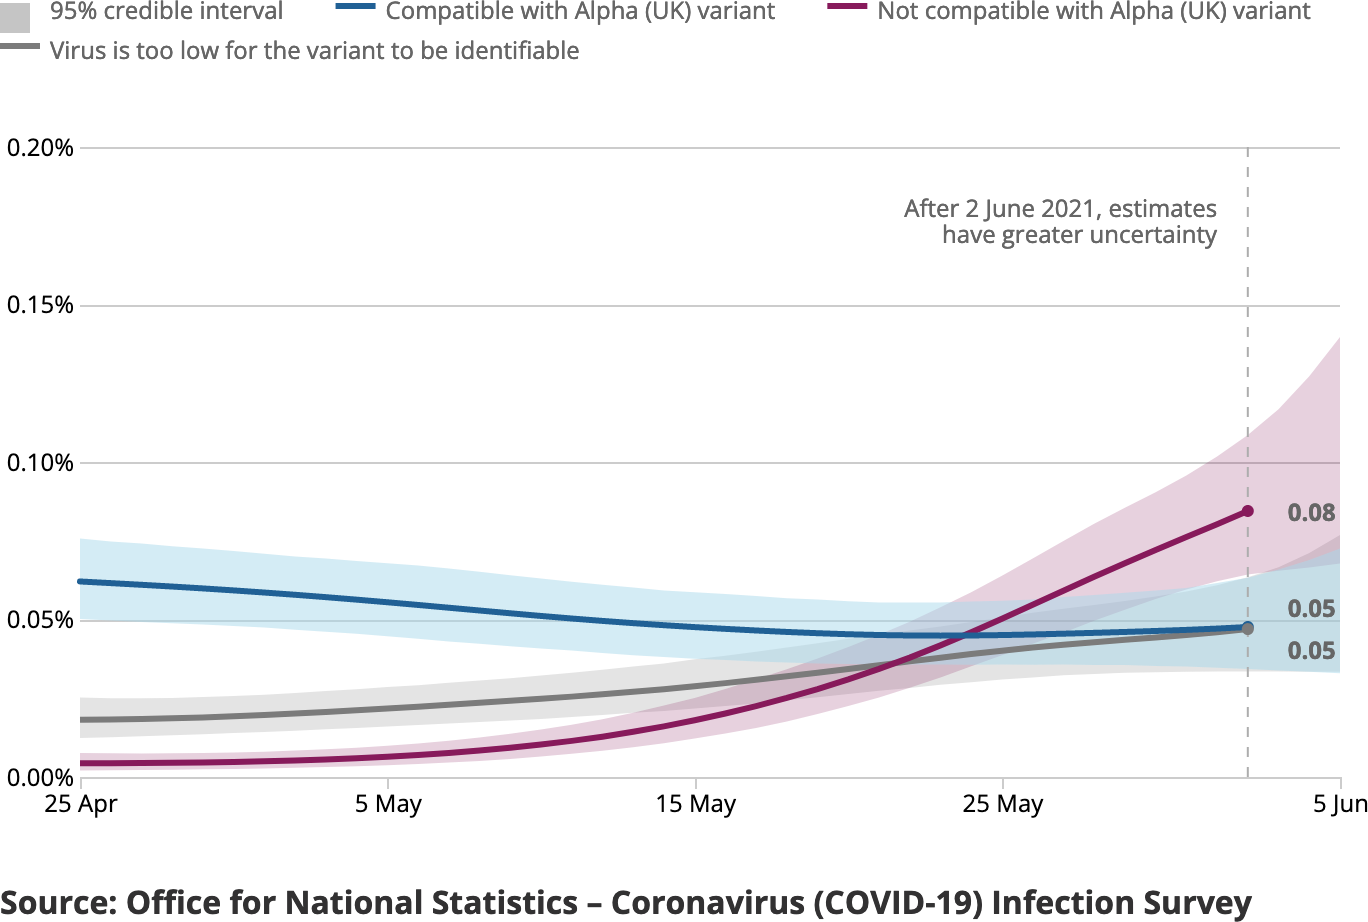 95% credible interval
Compatible with Alpha (UK) variant
Not compatible with Alpha (UK) variant
Virus is too low for the variant to be identifiable
0.20%
After 2 June 2021, estimates
have greater uncertainty
0.15%
0.10%
0.08
0.05%
0.05
0.05
0.00%
25 Apr
5 May
15 May
25 May
5 Jun
Source: Office for National Statistics – Coronavirus (COVID-19) Infection Survey